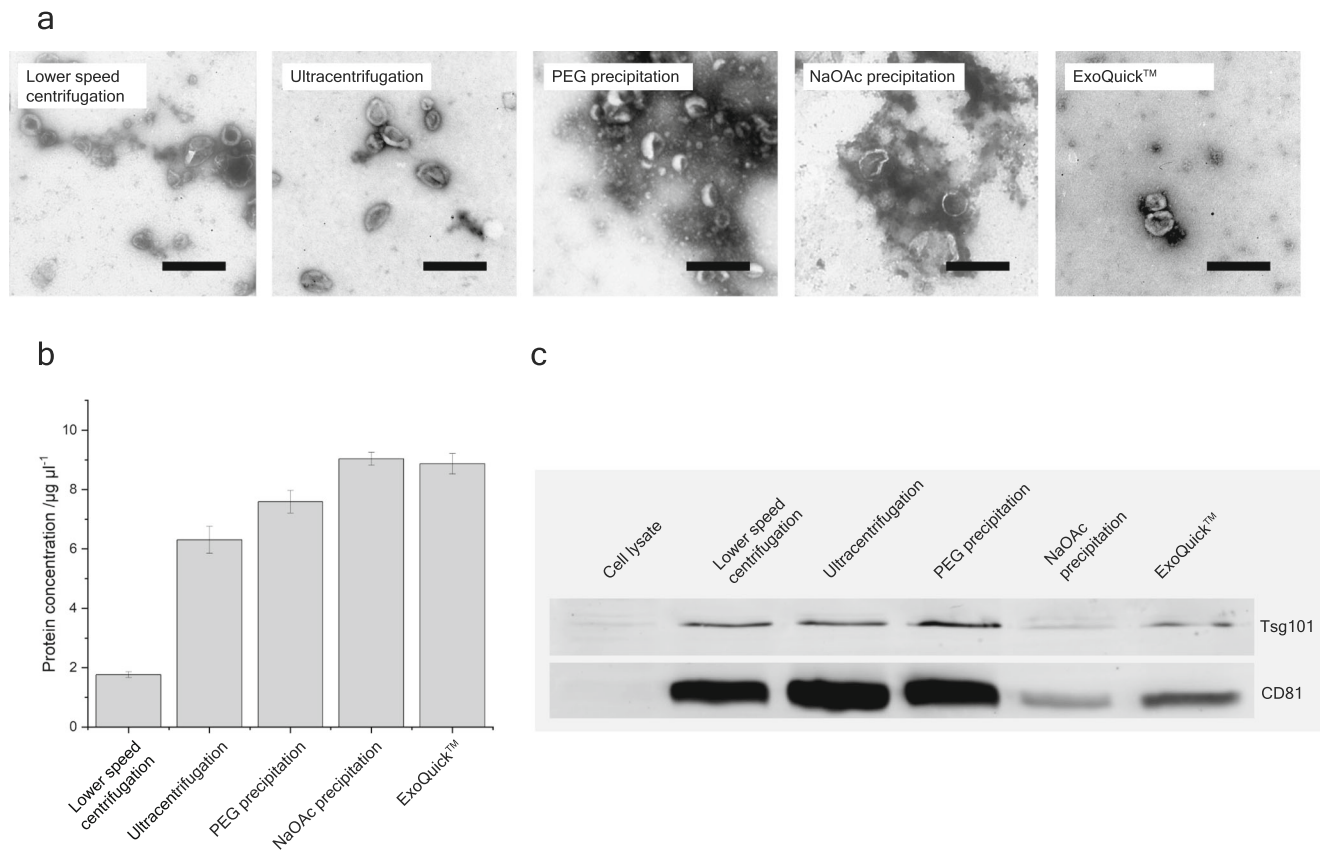 a
Lower speed
centrifugation
Ultracentrifugation
PEG precipitation
NaOAc precipitation
ExoQuick™
b
Protein concentration /µg µl⁻¹
10
8
6
4
2
0
Lower speed
centrifugation
Ultracentrifugation
PEG precipitation
NaOAc precipitation
ExoQuick™
c
Cell lysate
Lower speed
centrifugation
Ultracentrifugation
PEG precipitation
NaOAc
precipitation
ExoQuick™
Tsg101
CD81